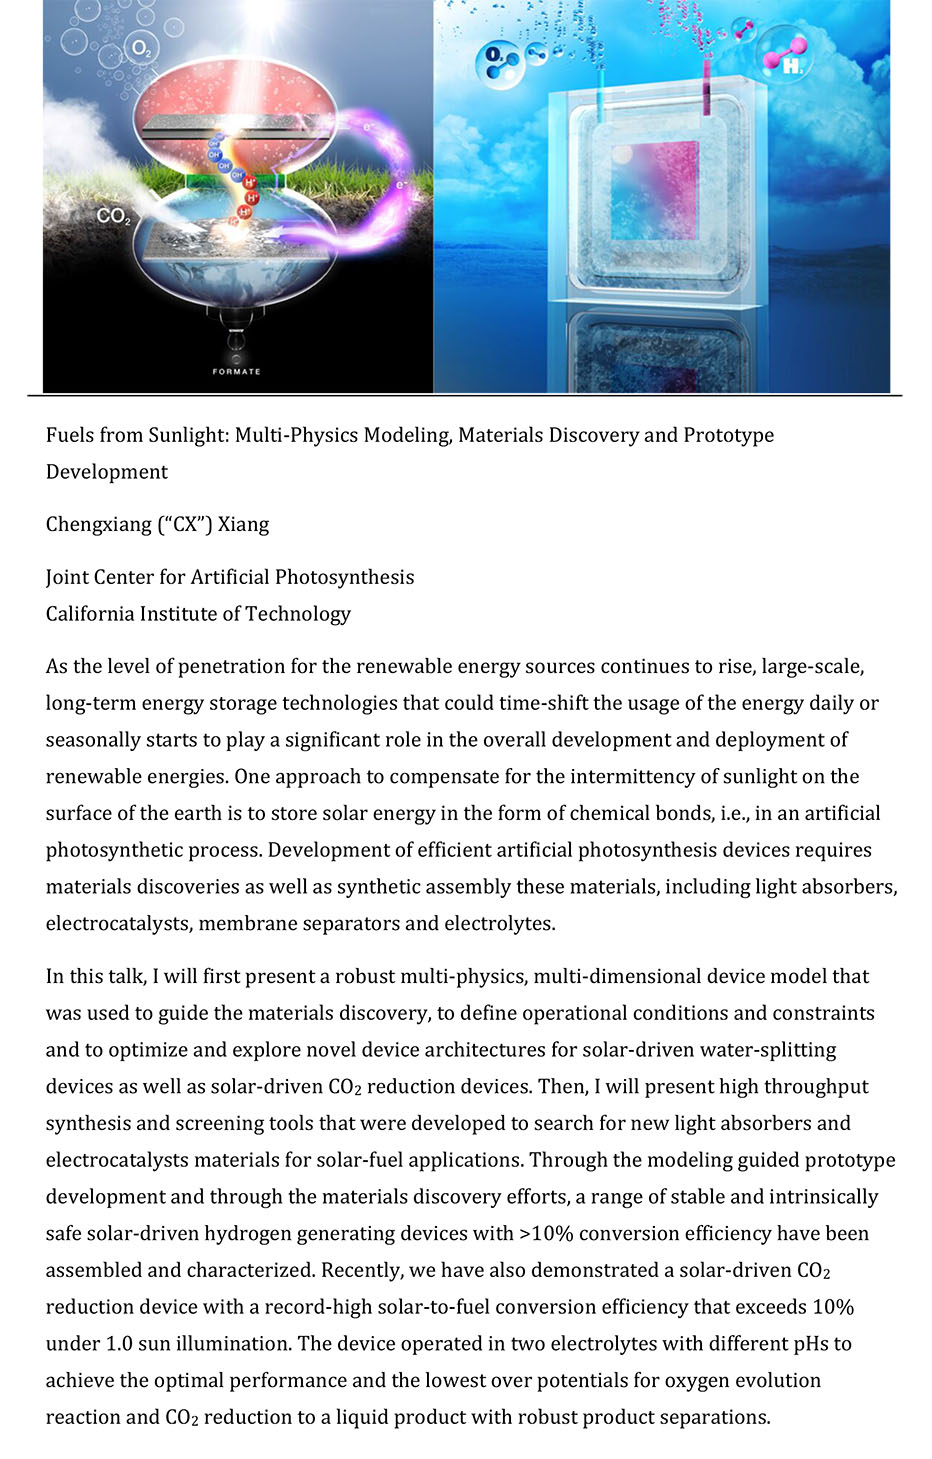 O₂
O₂
H₂
e⁻
OH⁻
OH⁻
OH⁻
OH⁻
e⁻
H⁺
H⁺
H⁺
H⁺
CO₂
FORMATE
Fuels from Sunlight: Multi-Physics Modeling, Materials Discovery and Prototype
Development
Chengxiang (“CX”) Xiang
Joint Center for Artificial Photosynthesis
California Institute of Technology
As the level of penetration for the renewable energy sources continues to rise, large-scale,
long-term energy storage technologies that could time-shift the usage of the energy daily or
seasonally starts to play a significant role in the overall development and deployment of
renewable energies. One approach to compensate for the intermittency of sunlight on the
surface of the earth is to store solar energy in the form of chemical bonds, i.e., in an artificial
photosynthetic process. Development of efficient artificial photosynthesis devices requires
materials discoveries as well as synthetic assembly these materials, including light absorbers,
electrocatalysts, membrane separators and electrolytes.
In this talk, I will first present a robust multi-physics, multi-dimensional device model that
was used to guide the materials discovery, to define operational conditions and constraints
and to optimize and explore novel device architectures for solar-driven water-splitting
devices as well as solar-driven CO₂ reduction devices. Then, I will present high throughput
synthesis and screening tools that were developed to search for new light absorbers and
electrocatalysts materials for solar-fuel applications. Through the modeling guided prototype
development and through the materials discovery efforts, a range of stable and intrinsically
safe solar-driven hydrogen generating devices with >10% conversion efficiency have been
assembled and characterized. Recently, we have also demonstrated a solar-driven CO₂
reduction device with a record-high solar-to-fuel conversion efficiency that exceeds 10%
under 1.0 sun illumination. The device operated in two electrolytes with different pHs to
achieve the optimal performance and the lowest over potentials for oxygen evolution
reaction and CO₂ reduction to a liquid product with robust product separations.